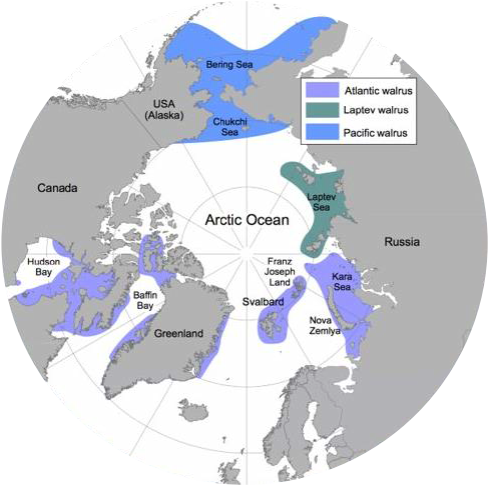 Bering Sea
USA
(Alaska)
Chukchi
Sea
Atlantic walrus
Laptev walrus
Pacific walrus
Canada
Laptev
Sea
Arctic Ocean
Russia
Hudson
Bay
Franz
Joseph
Land
Kara
Sea
Baffin
Bay
Svalbard
Greenland
Nova
Zemlya